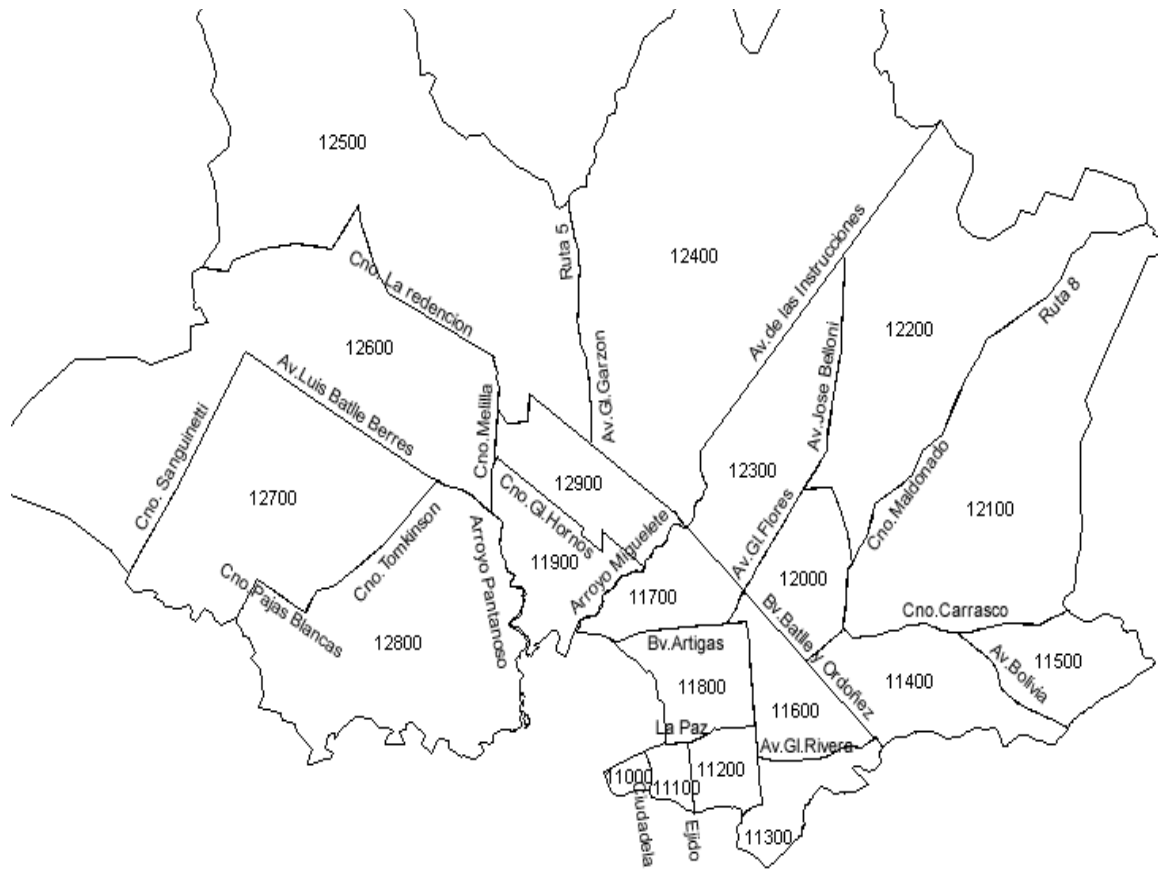 12500
12400
Ruta 5
Av.de las Instrucciones
Cno. La redencion
Ruta 8
12200
12600
Av.Jose Belloni
Av.Luis Batlle Berres
Av.Gl.Garzon
Cno.Melilla
Cno. Sanguinetti
12300
12900
12700
Cno.Maldonado
12100
Cno.Gl.Hornos
Av.Gl.Flores
Cno.Tomkinson
Arroyo Miguelete
11900
Arroyo Pantanoso
12000
11700
Cno.Pajas Blancas
Cno.Carrasco
12800
Bv.Artigas
Bv.Batlle y Ordoñez
11500
Av.Bolivia
11400
11800
11600
La Paz
Av.Gl.Rivera
11200
11000
11100
Ciudadela
Ejido
11300